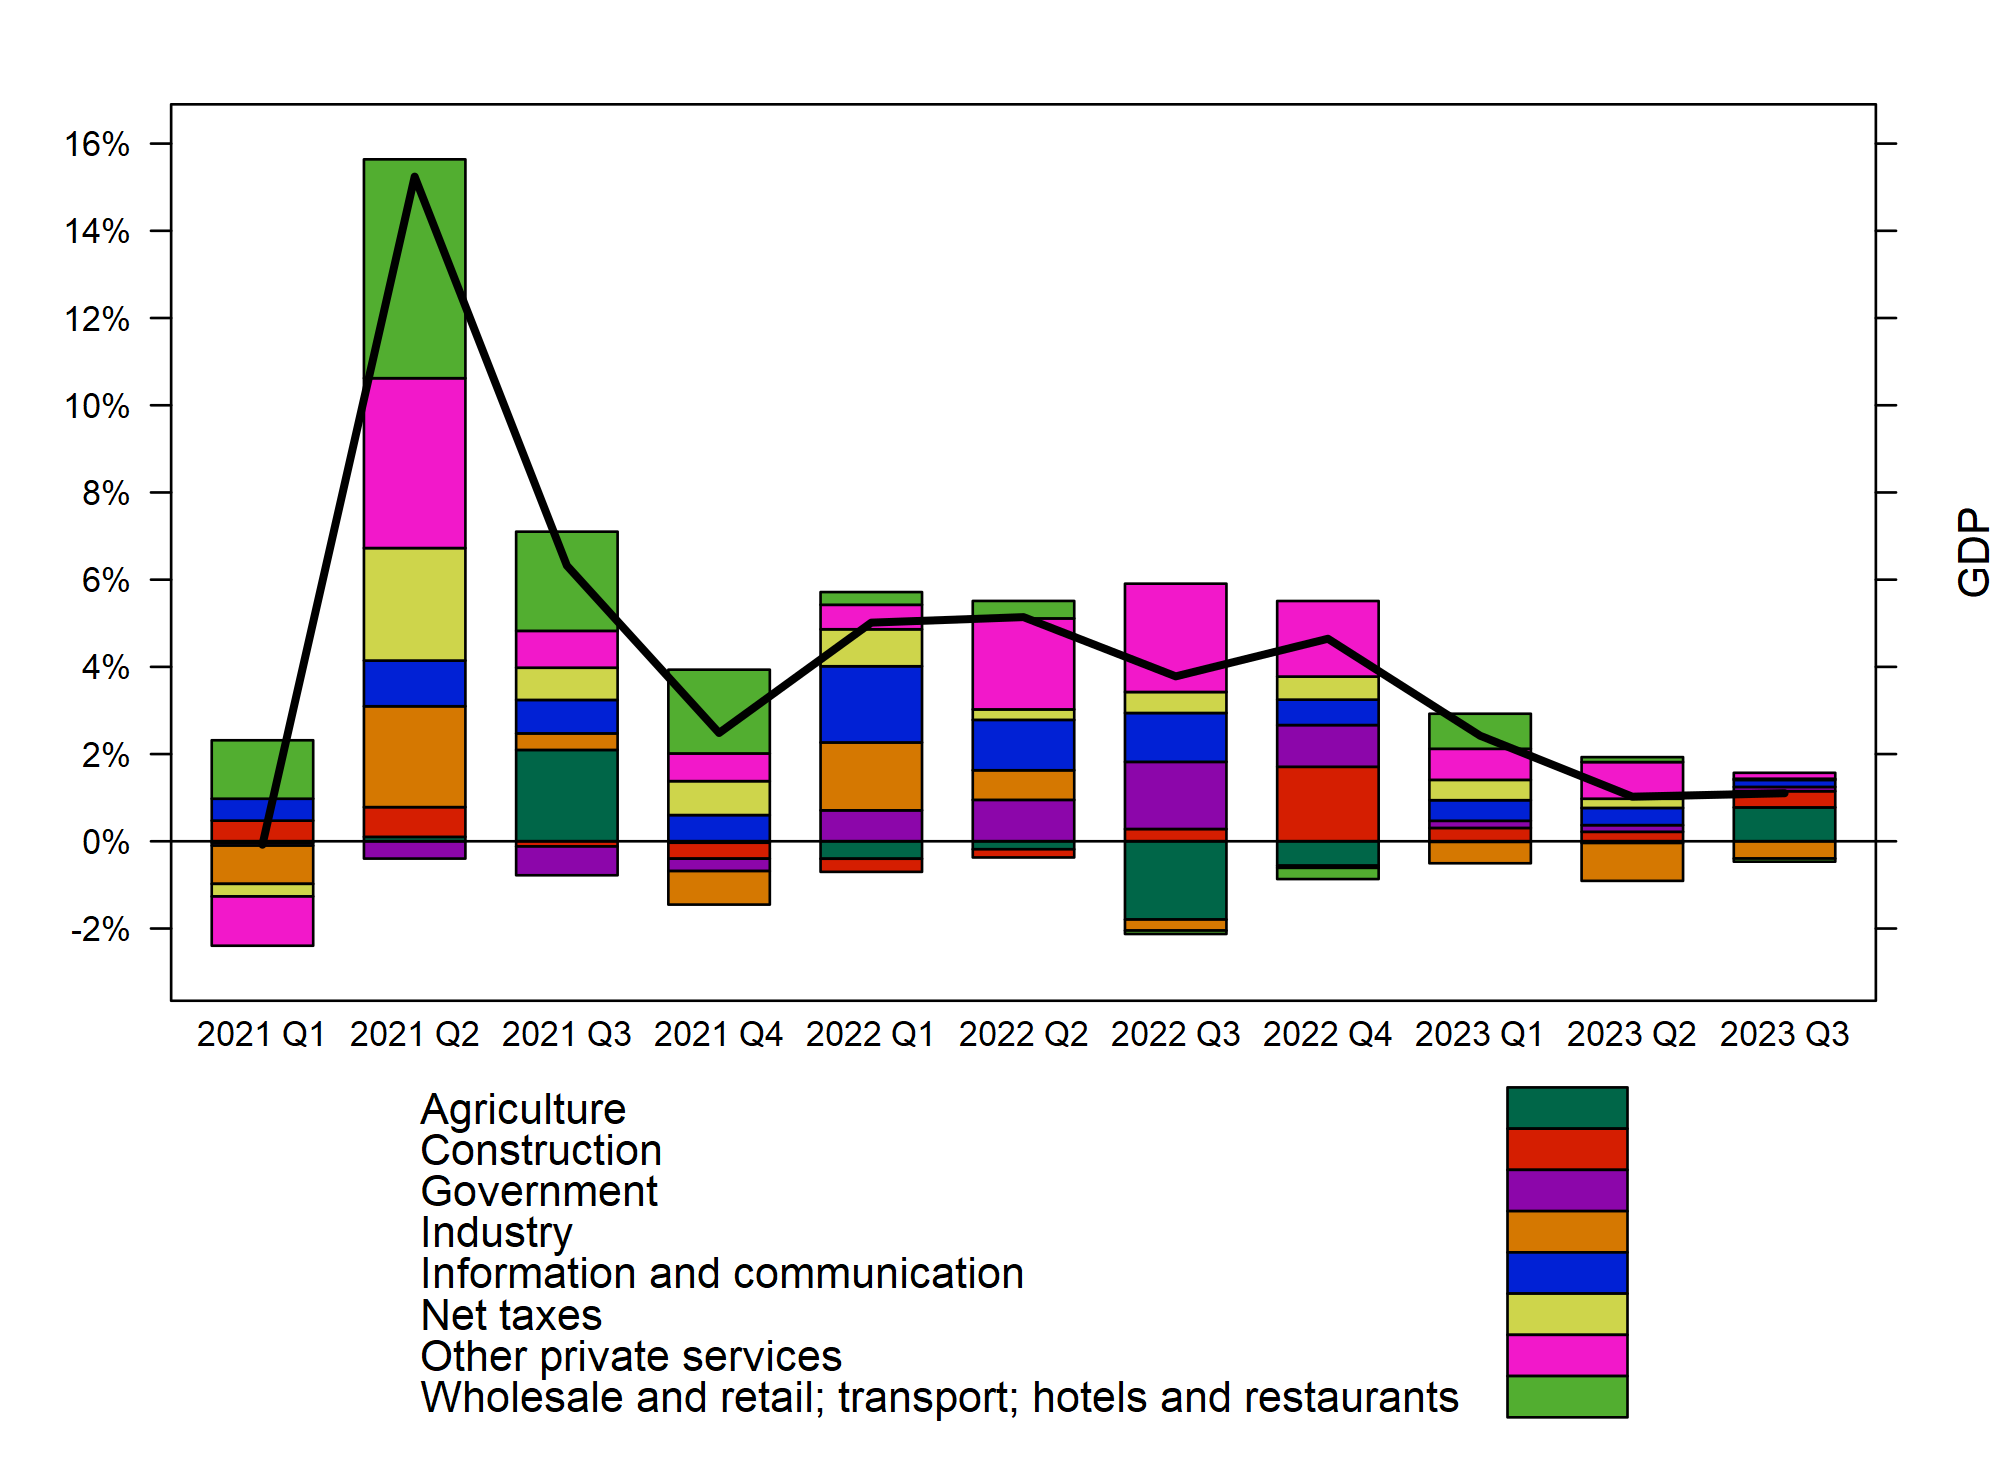 16%
14%
12%
10%
8%
6%
4%
2%
0%
-2%
GDP
2021 Q1 2021 Q2 2021 Q3 2021 Q4 2022 Q1 2022 Q2 2022 Q3 2022 Q4 2023 Q1 2023 Q2 2023 Q3
Agriculture
Construction
Government
Industry
Information and communication
Net taxes
Other private services
Wholesale and retail; transport; hotels and restaurants